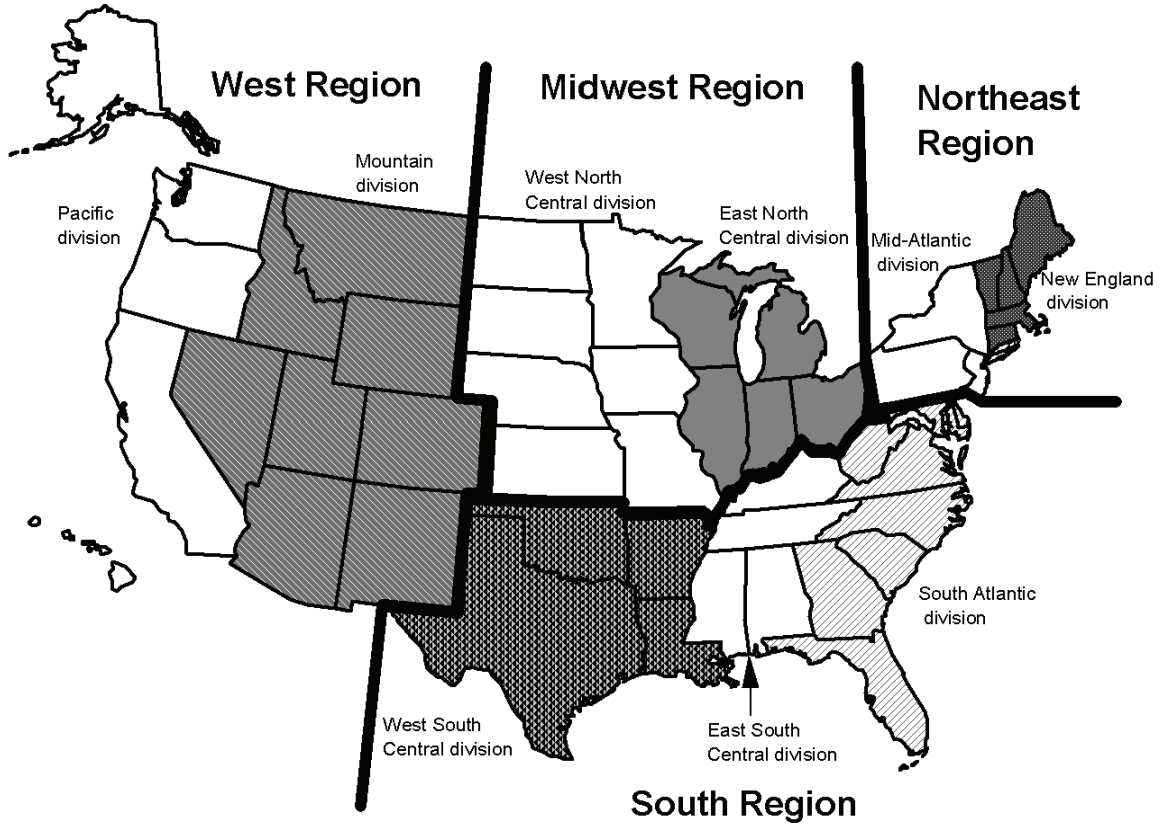 West Region
Midwest Region
Northeast
Region
Mountain
division
Pacific
division
West North
Central division
East North
Central division
Mid-Atlantic
division
New England
division
South Atlantic
division
West South
Central division
East South
Central division
South Region